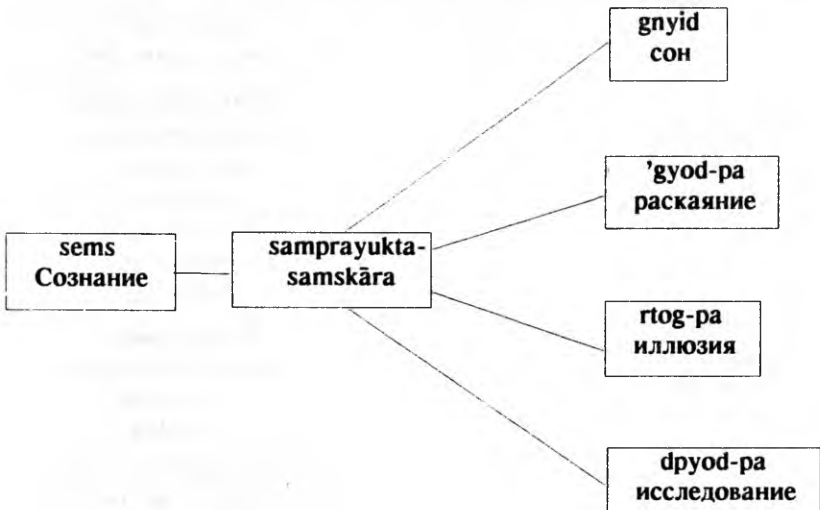 gnyid
сон
'gyod-pa
раскаяние
sems
Сознание
samprayukta-
samskāra
rtog-pa
иллюзия
dpyod-pa
исследование